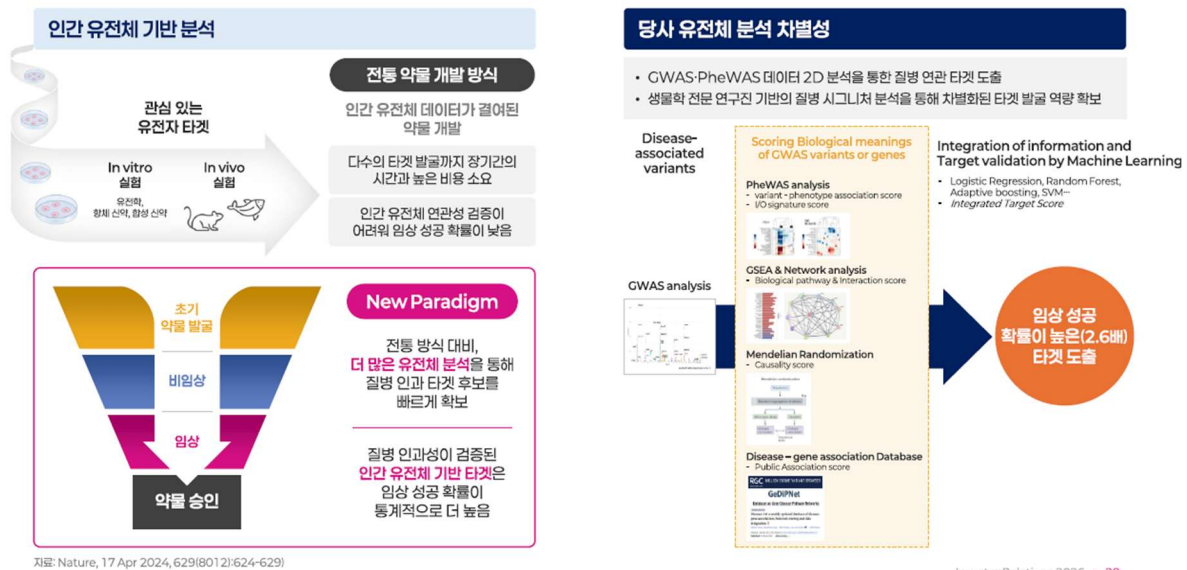 인간 유전체 기반 분석
관심 있는
유전자 타겟
In vitro
실험
유전학,
항체 신약, 합성 신약
In vivo
실험
전통 약물 개발 방식
인간 유전체 데이터가 결여된
약물 개발
다수의 타겟 발굴까지 장기간의
시간과 높은 비용 소요
인간 유전체 연관성 검증이
어려워 임상 성공 확률이 낮음
초기
약물 발굴
비임상
임상
약물 승인
New Paradigm
전통 방식 대비,
더 많은 유전체 분석을 통해
질병 인과 타겟 후보를
빠르게 확보
질병 인과성이 검증된
인간 유전체 기반 타겟은
임상 성공 확률이
통계적으로 더 높음
자료: Nature, 17 Apr 2024, 629(8012):624-629)
당사 유전체 분석 차별성
• GWAS·PheWAS 데이터 2D 분석을 통한 질병 연관 타겟 도출
• 생물학 전문 연구진 기반의 질병 시그니처 분석을 통해 차별화된 타겟 발굴 역량 확보
Disease-
associated
variants
GWAS analysis
Scoring Biological meanings
of GWAS variants or genes
PheWAS analysis
- variant - phenotype association score
- I/O signature score
GSEA & Network analysis
- Biological pathway & Interaction score
Mendelian Randomization
- Causality score
Disease – gene association Database
- Public Association score
RGC
GeDiPNet
Integration of information and
Target validation by Machine Learning
- Logistic Regression, Random Forest,
Adaptive boosting, SVM…
- Integrated Target Score
임상 성공
확률이 높은(2.6배)
타겟 도출